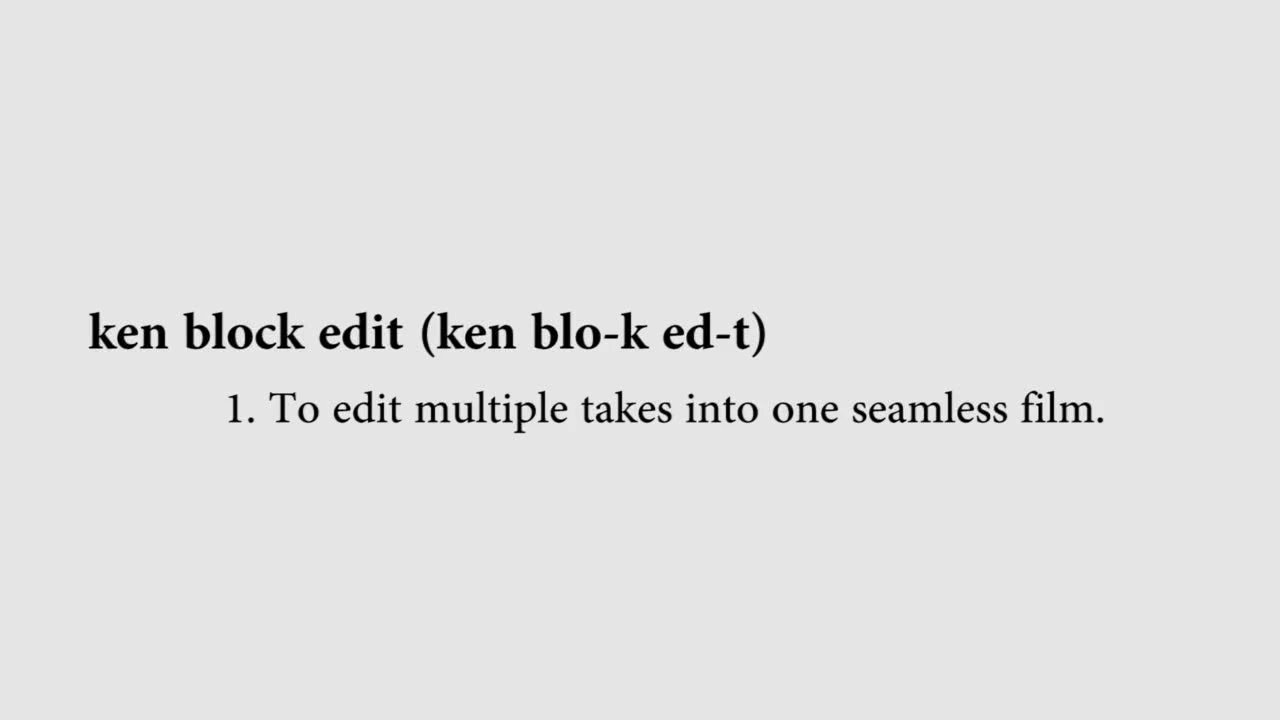 ken block edit (ken blo-k ed-t)
1. To edit multiple takes into one seamless film.